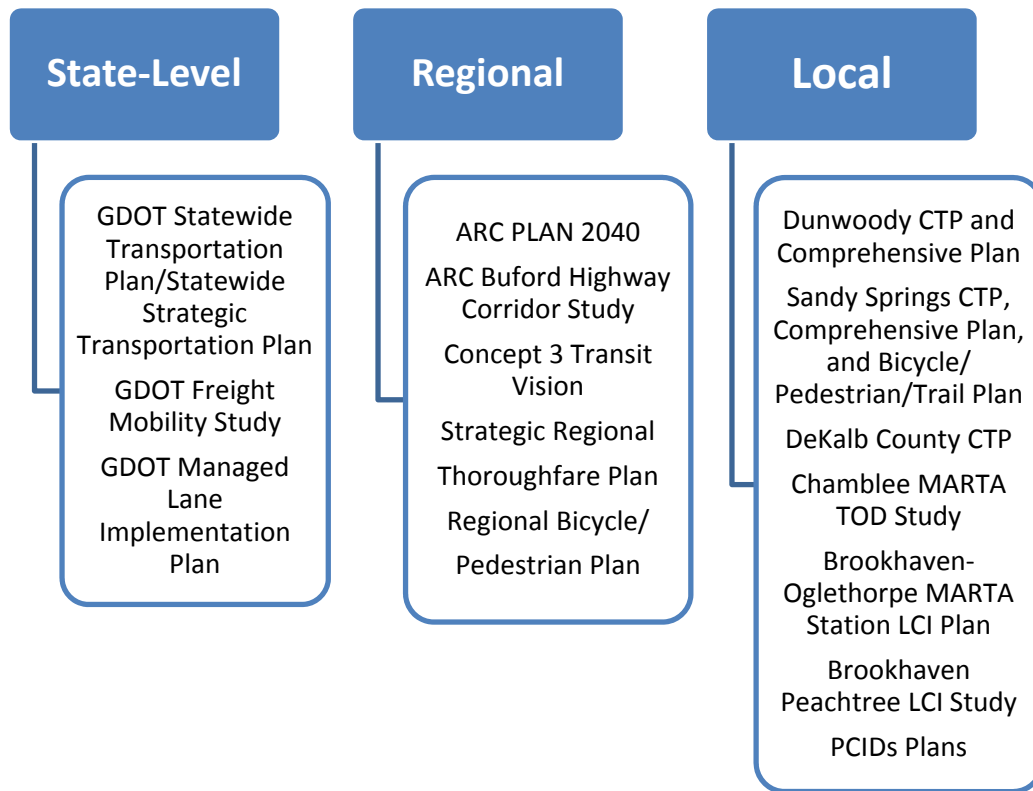 State-Level
GDOT Statewide
Transportation
Plan/Statewide
Strategic
Transportation Plan
GDOT Freight
Mobility Study
GDOT Managed
Lane
Implementation
Plan
Regional
ARC PLAN 2040
ARC Buford Highway
Corridor Study
Concept 3 Transit
Vision
Strategic Regional
Thoroughfare Plan
Regional Bicycle/
Pedestrian Plan
Local
Dunwoody CTP and
Comprehensive Plan
Sandy Springs CTP,
Comprehensive Plan,
and Bicycle/
Pedestrian/Trail Plan
DeKalb County CTP
Chamblee MARTA
TOD Study
Brookhaven-
Oglethorpe MARTA
Station LCI Plan
Brookhaven
Peachtree LCI Study
PCIDs Plans